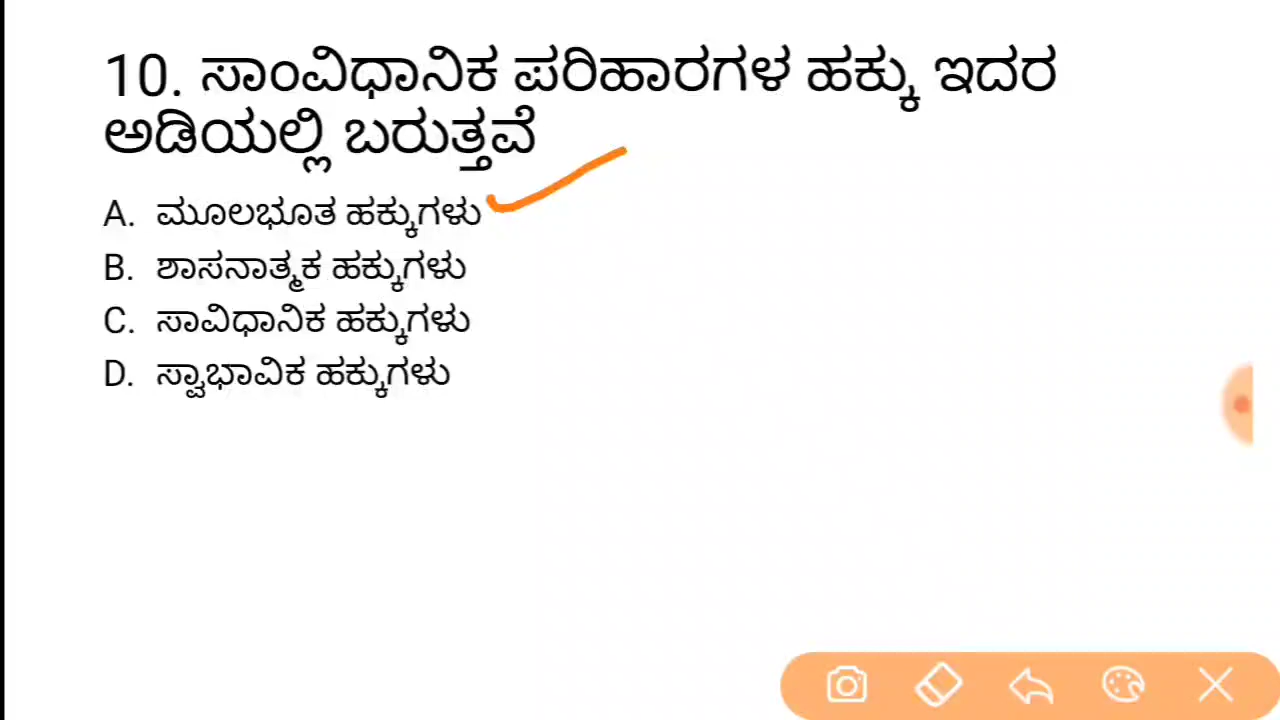 10. ಸಾಂವಿಧಾನಿಕ ಪರಿಹಾರಗಳ ಹಕ್ಕು ಇದರ
ಅಡಿಯಲ್ಲಿ ಬರುತ್ತವೆ
A. ಮೂಲಭೂತ ಹಕ್ಕುಗಳು
B. ಶಾಸನಾತ್ಮಕ ಹಕ್ಕುಗಳು
C. ಸಾವಿಧಾನಿಕ ಹಕ್ಕುಗಳು
D. ಸ್ವಾಭಾವಿಕ ಹಕ್ಕುಗಳು